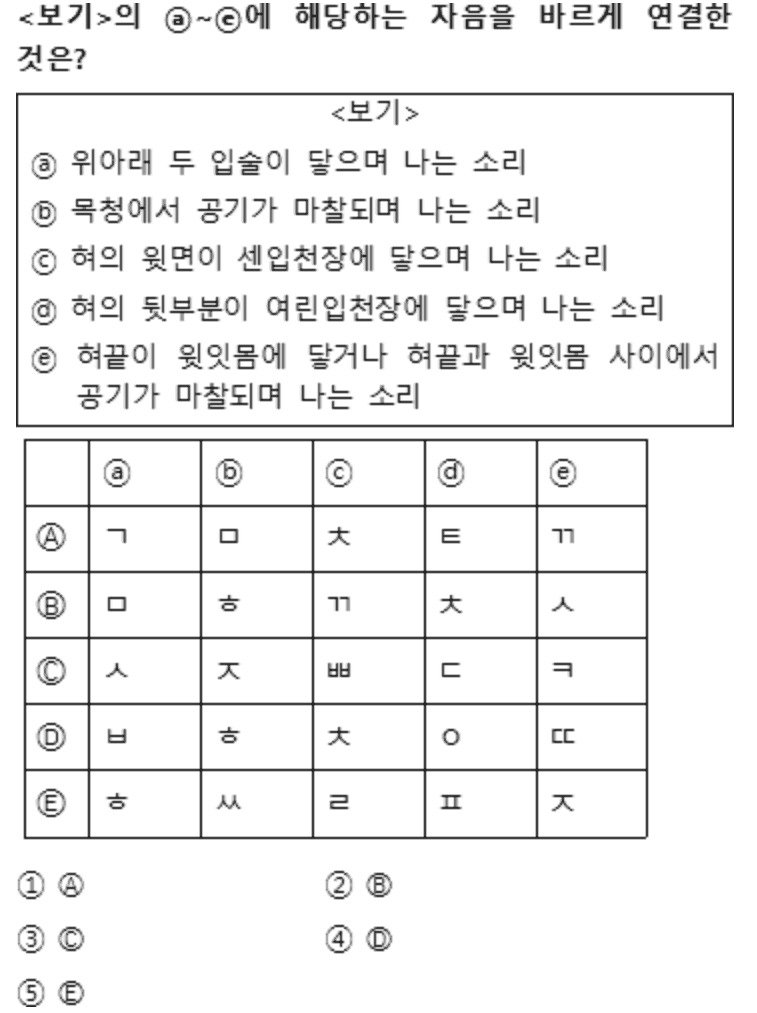 <보기>의 ⓐ~ⓔ에 해당하는 자음을 바르게 연결한
것은?
<보기>
ⓐ 위아래 두 입술이 닿으며 나는 소리
ⓑ 목청에서 공기가 마찰되며 나는 소리
ⓒ 혀의 윗면이 센입천장에 닿으며 나는 소리
ⓓ 혀의 뒷부분이 여린입천장에 닿으며 나는 소리
ⓔ 혀끝이 윗잇몸에 닿거나 혀끝과 윗잇몸 사이에서
공기가 마찰되며 나는 소리
ⓐ ⓑ ⓒ ⓓ ⓔ
Ⓐ ㄱ ㅁ ㅊ ㅌ ㄲ
Ⓑ ㅁ ㅎ ㄲ ㅊ ㅅ
Ⓒ ㅅ ㅈ ㅃ ㄷ ㅋ
Ⓓ ㅂ ㅎ ㅊ ㅇ ㄸ
Ⓔ ㅎ ㅆ ㄹ ㅍ ㅈ
① Ⓐ ② Ⓑ
③ Ⓒ ④ Ⓓ
⑤ Ⓔ